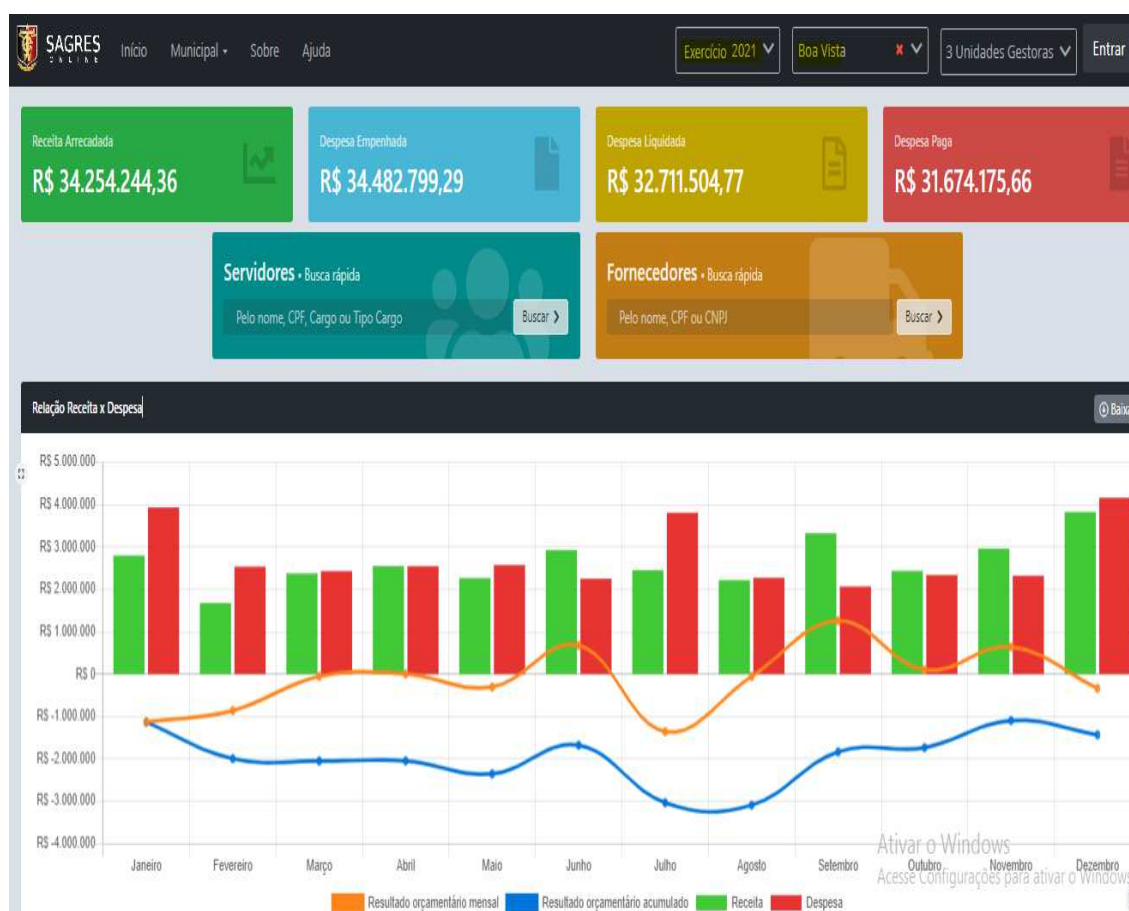 SAGRES
ONLINE
Início Municipal Sobre Ajuda
Exercício 2021
Boa Vista
3 Unidades Gestoras
Entrar
Receita Arrecadada
R$ 34.254.244,36
Despesa Empenhada
R$ 34.482.799,29
Despesa Liquidada
R$ 32.711.504,77
Despesa Paga
R$ 31.674.175,66
Servidores • Busca rápida
Pelo nome, CPF, Cargo ou Tipo Cargo
Buscar ❯
Fornecedores • Busca rápida
Pelo nome, CPF ou CNPJ
Buscar ❯
Relação Receita x Despesa
Baixa
R$ 5.000.000
R$ 4.000.000
R$ 3.000.000
R$ 2.000.000
R$ 1.000.000
R$ 0
R$ -1.000.000
R$ -2.000.000
R$ -3.000.000
R$ -4.000.000
Janeiro Fevereiro Março Abril Maio Junho Julho Agosto Setembro Outubro Novembro Dezembro
Ativar o Windows
Acesse Configurações para ativar o Windows
Resultado orçamentário mensal Resultado orçamentário acumulado Receita Despesa